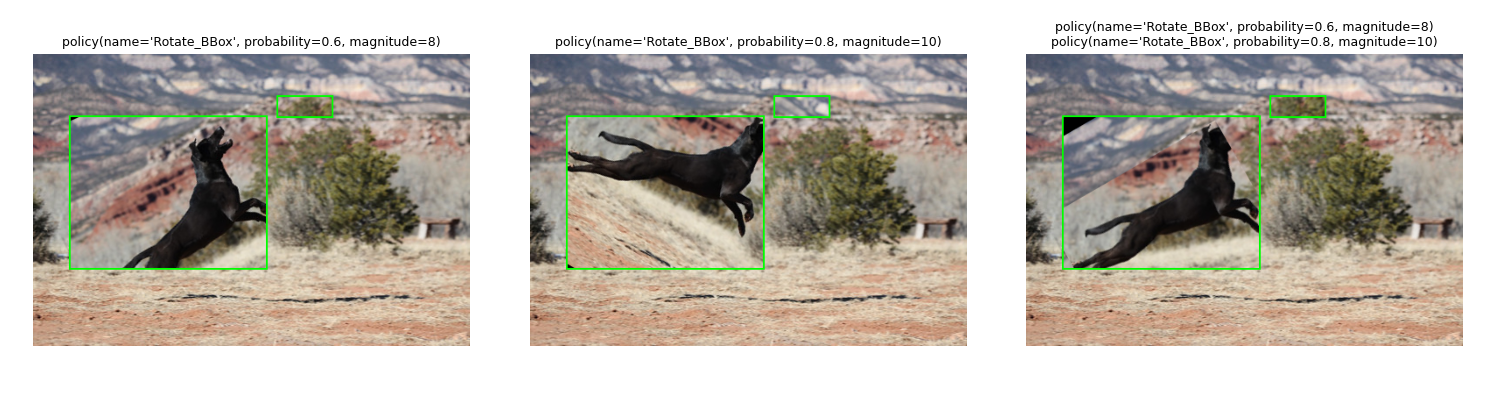 policy(name='Rotate_BBox', probability=0.6, magnitude=8)
policy(name='Rotate_BBox', probability=0.8, magnitude=10)
policy(name='Rotate_BBox', probability=0.6, magnitude=8)
policy(name='Rotate_BBox', probability=0.8, magnitude=10)